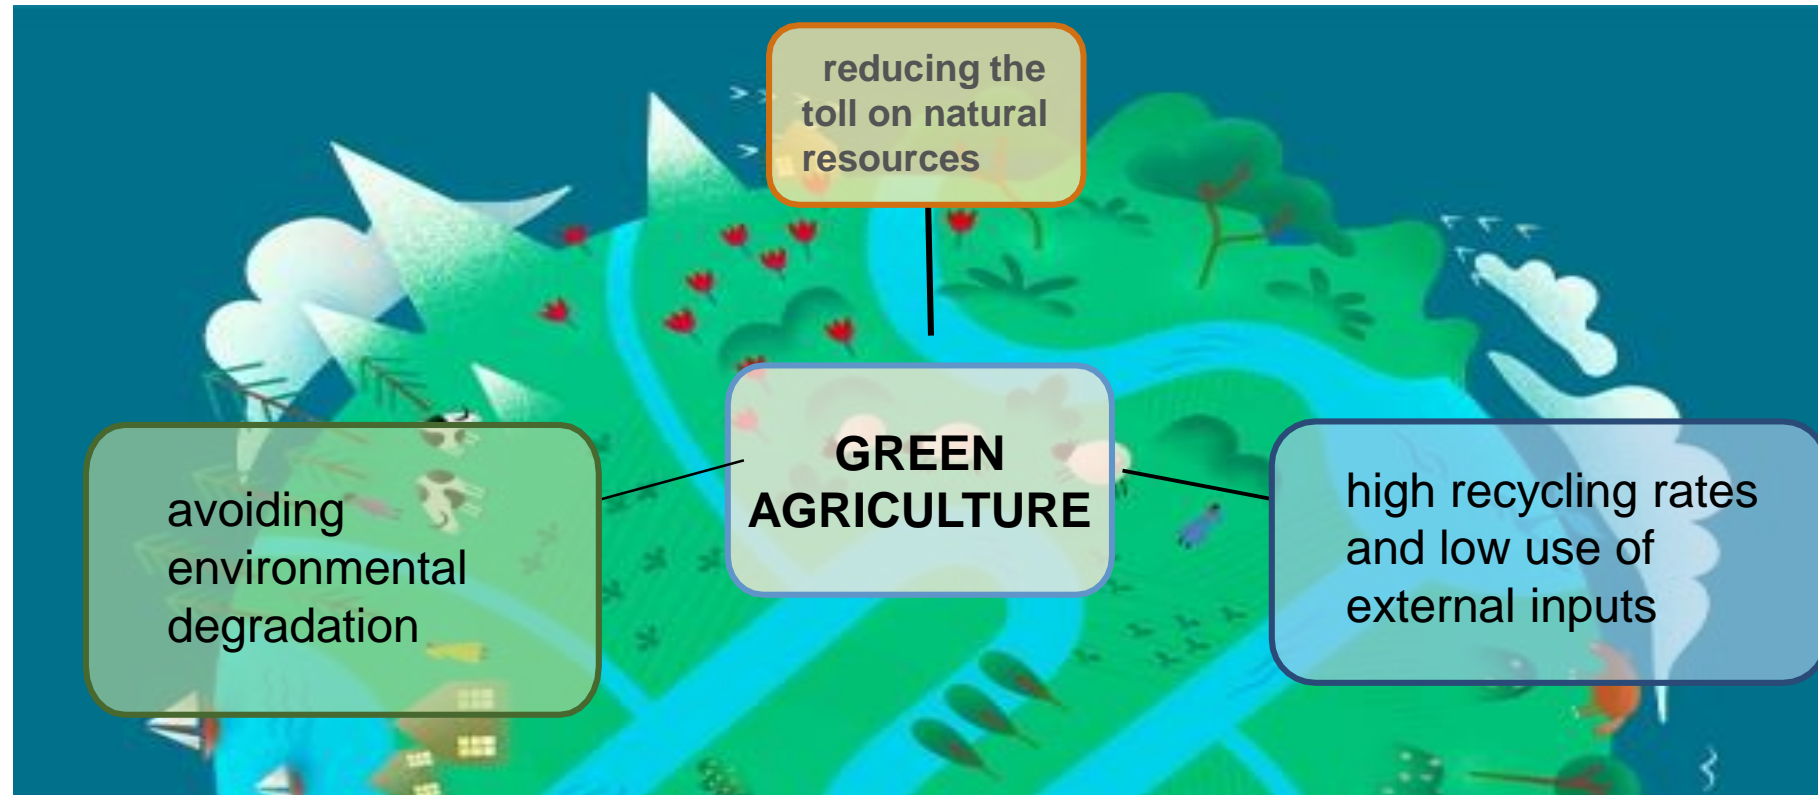 reducing the
toll on natural
resources
GREEN
AGRICULTURE
avoiding
environmental
degradation
high recycling rates
and low use of
external inputs